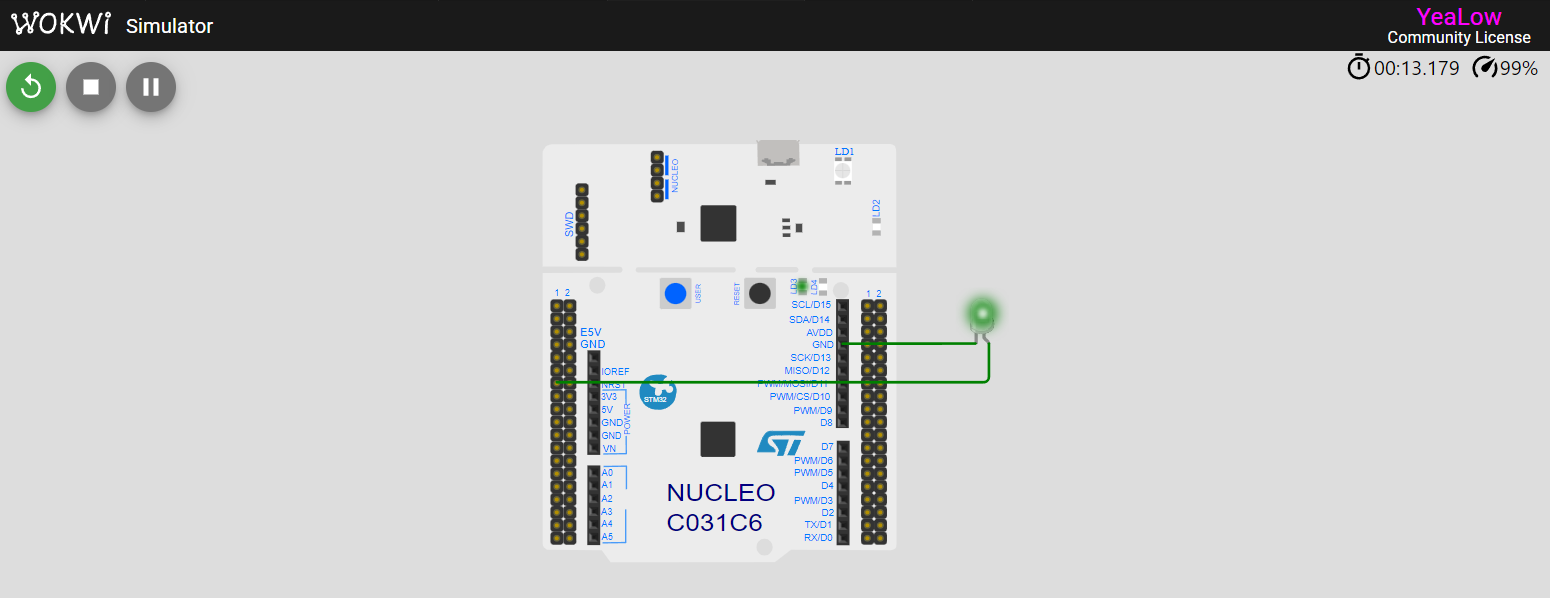 WOKWi Simulator
YeaLow
Community License
00:13.179 99%
LD1
NUCLEO
SWD
LD2
USER
RESET
LD3
LD4
1 2
1 2
SCL/D15
SDA/D14
AVDD
GND
SCK/D13
MISO/D12
PWM/MOSI/D11
PWM/CS/D10
PWM/D9
D8
E5V
GND
IOREF
NRST
3V3
5V
GND
GND
VN
POWER
STM32
A0
A1
A2
A3
A4
A5
D7
PWM/D6
PWM/D5
D4
PWM/D3
D2
TX/D1
RX/D0
NUCLEO
C031C6